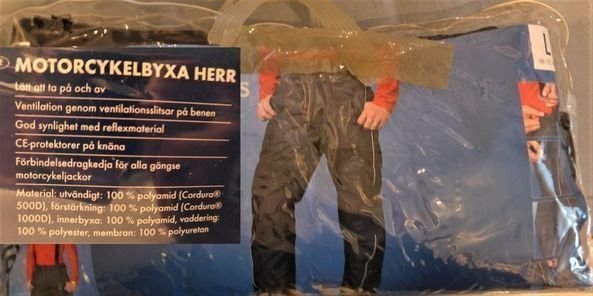 MOTORCYKELBYXA HERR
Lätt att ta på och av
Ventilation genom ventilationsslitsar på benen
God synlighet med reflexmaterial
CE-protektorer på knäna
Förbindelsedragkedja för alla gängse
motorcykeljackor
Material: utvändigt: 100 % polyamid (Cordura®
500D), förstärkning: 100 % polyamid (Cordura®
1000D), innerbyxa: 100 % polyamid, vaddering:
100 % polyester, membran: 100 % polyuretan
S
L